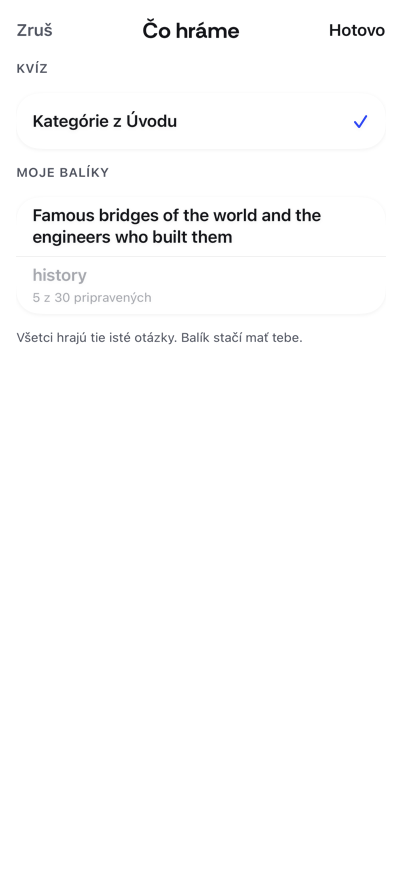 Zruš
Čo hráme
Hotovo
KVÍZ
Kategórie z Úvodu
MOJE BALÍKY
Famous bridges of the world and the
engineers who built them
history
5 z 30 pripravených
Všetci hrajú tie isté otázky. Balík stačí mať tebe.